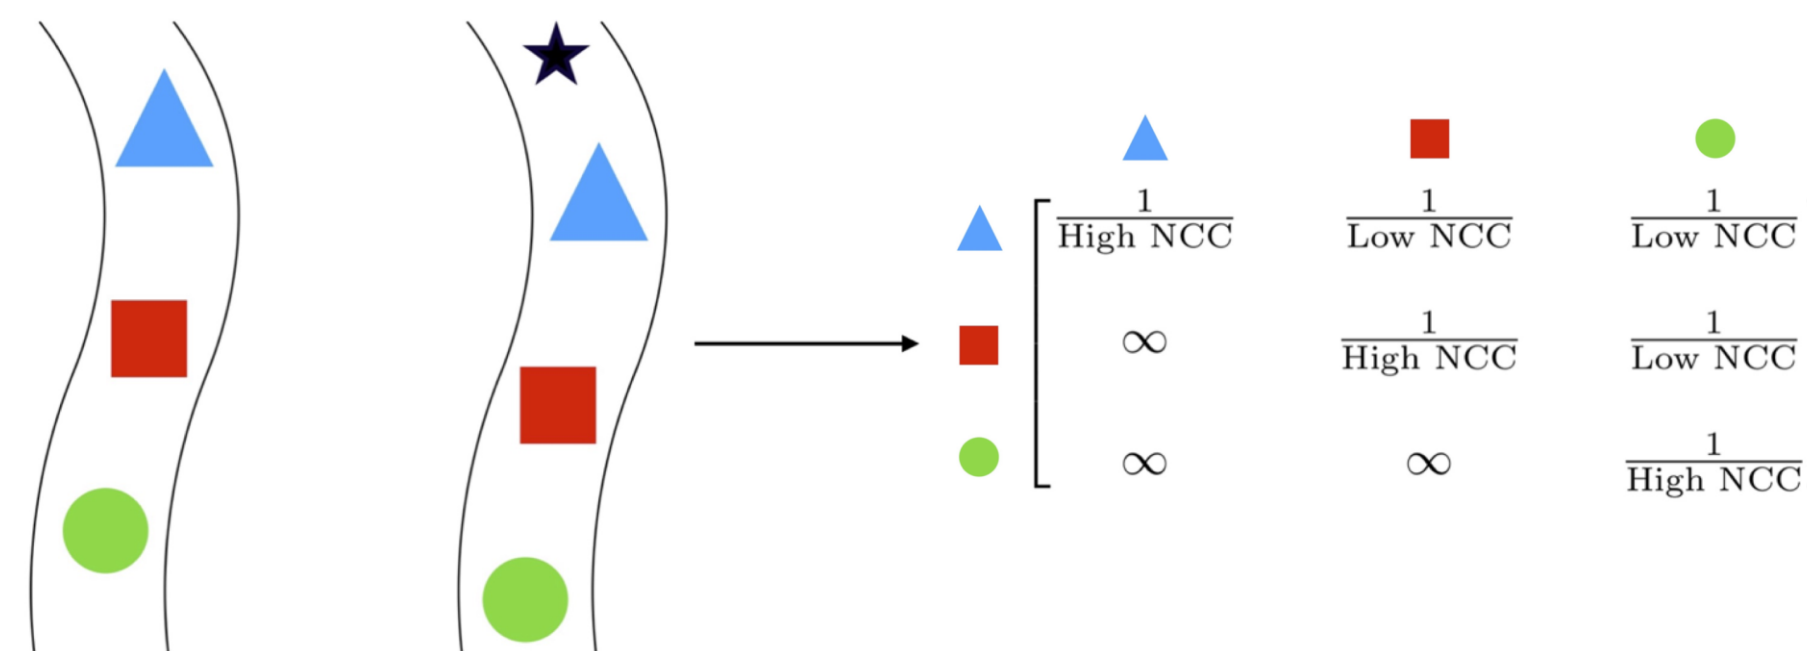 1/High NCC 1/Low NCC 1/Low NCC
∞ 1/High NCC 1/Low NCC
∞ ∞ 1/High NCC